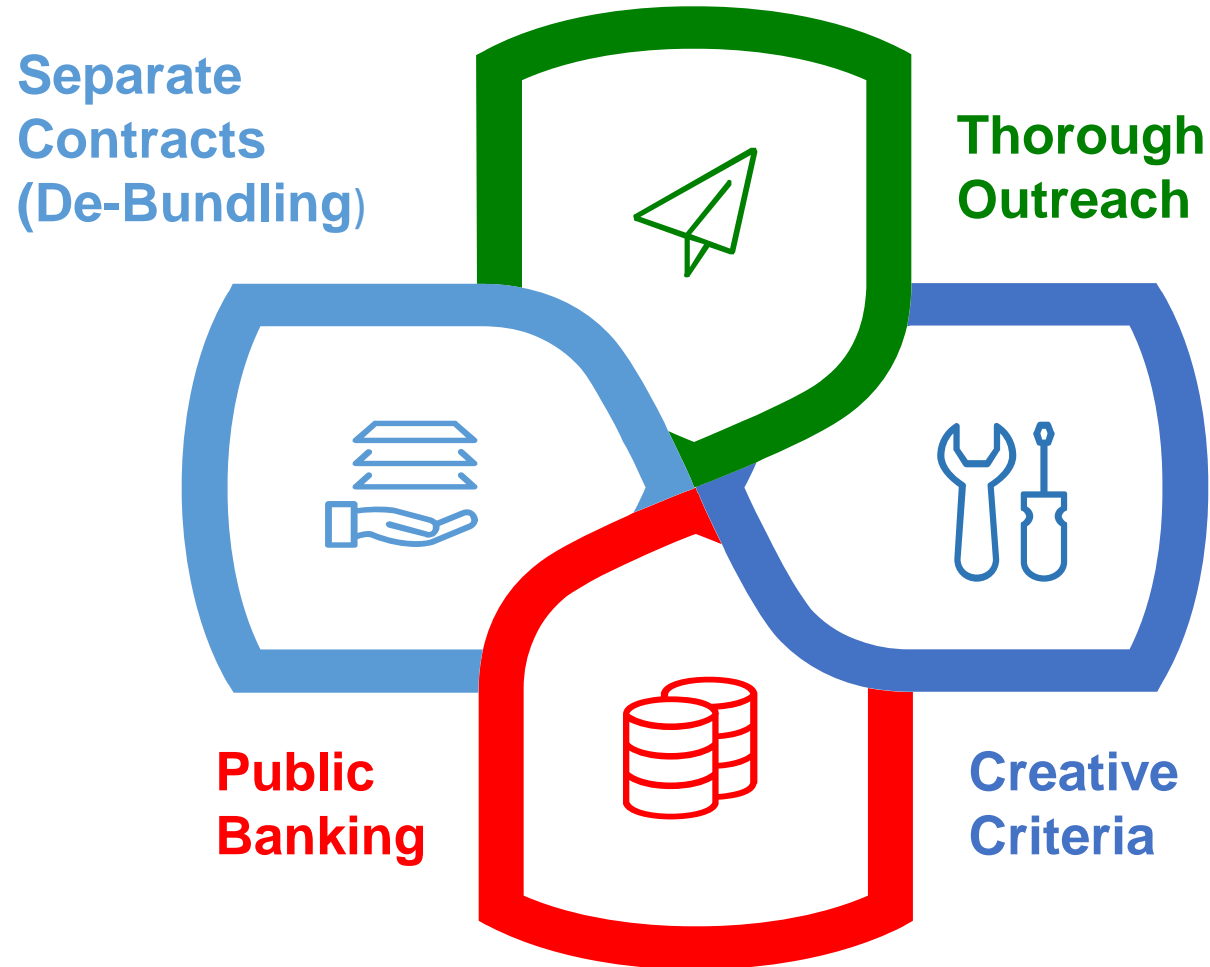 Separate
Contracts
(De-Bundling)
Thorough
Outreach
Public
Banking
Creative
Criteria